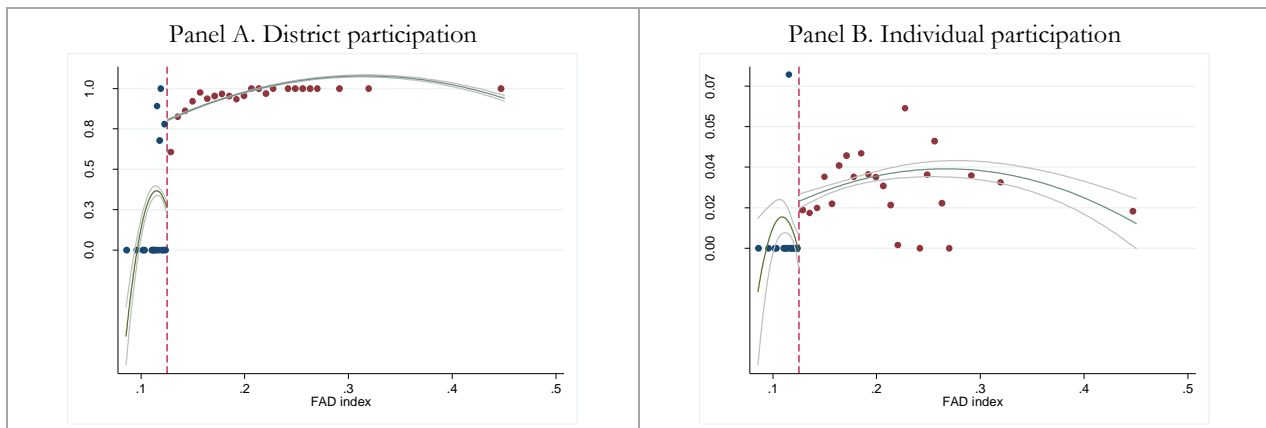 Panel A. District participation
1.0
0.8
0.5
0.3
0.0
.1 .2 .3 .4 .5
FAD index
Panel B. Individual participation
0.07
0.05
0.04
0.02
0.00
.1 .2 .3 .4 .5
FAD index